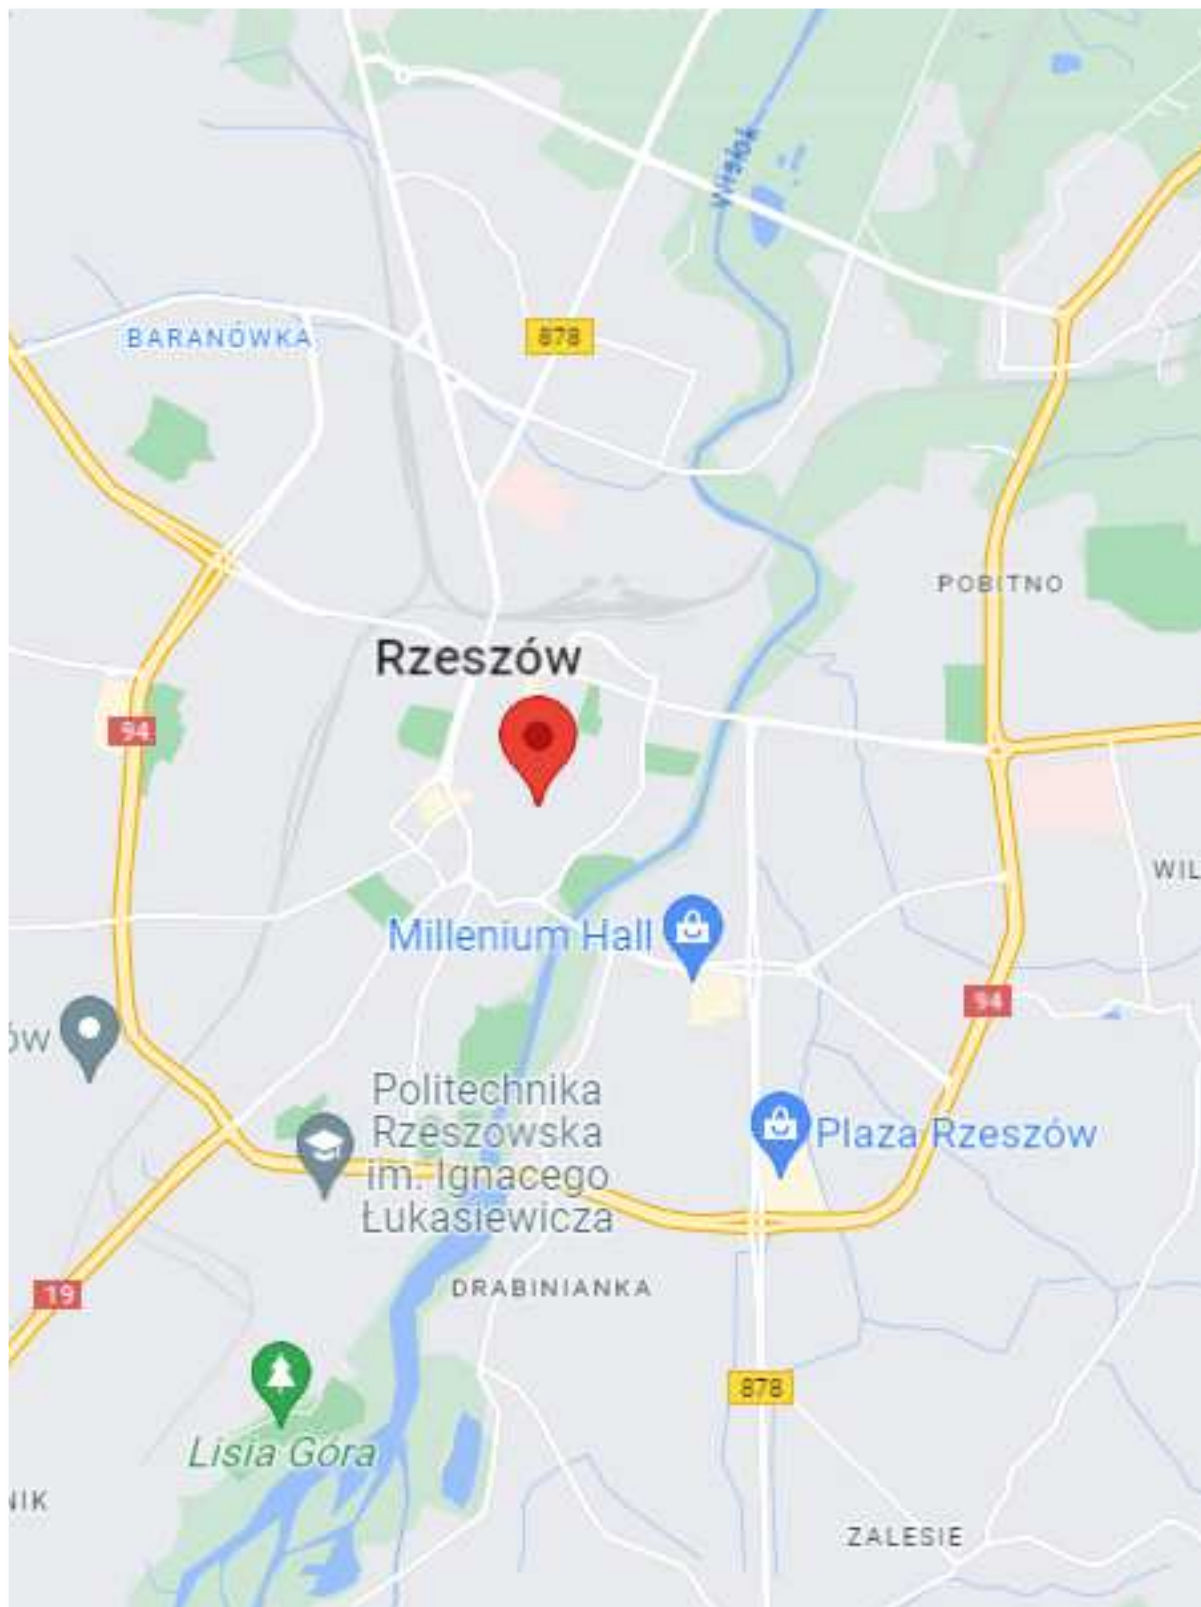 Wisłok
BARANÓWKA
878
POBITNO
Rzeszów
94
WIL
Millenium Hall
94
ÓW
Politechnika
Rzeszowska
im. Ignacego
Łukasiewicza
Plaza Rzeszów
19
DRABINIANKA
878
Lisia Góra
NIK
ZALESIE